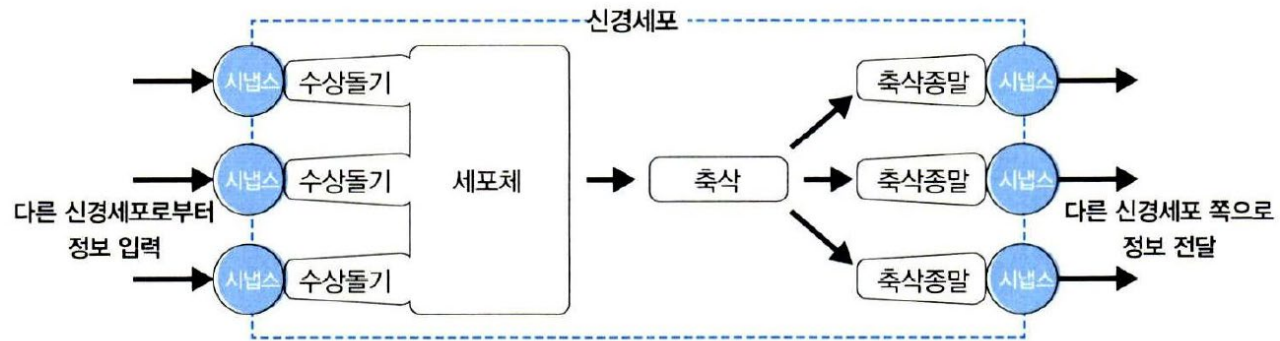 신경세포
시냅스 수상돌기 축삭종말 시냅스
시냅스 수상돌기 세포체 축삭 축삭종말 시냅스
다른 신경세포로부터
정보 입력
다른 신경세포 쪽으로
정보 전달
시냅스 수상돌기 축삭종말 시냅스